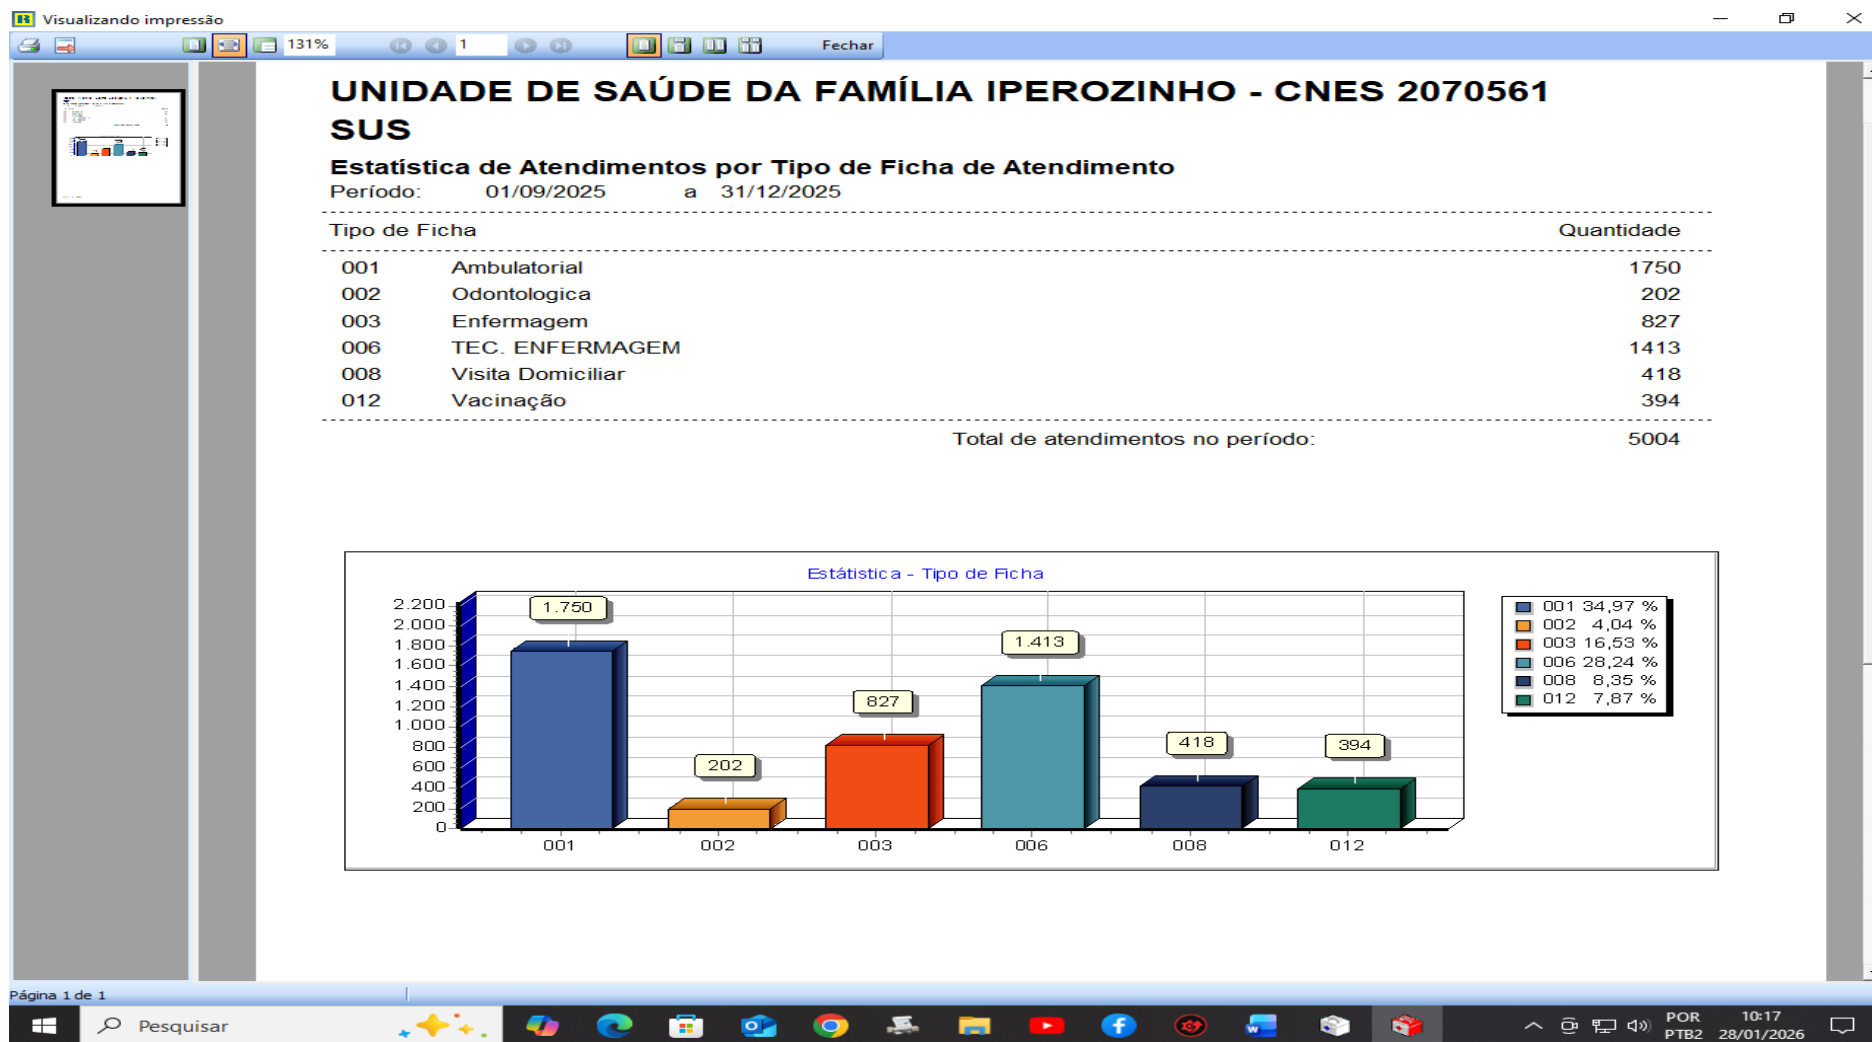 Visualizando impressão
131%
1
Fechar
UNIDADE DE SAÚDE DA FAMÍLIA IPEROZINHO - CNES 2070561
SUS
Estatística de Atendimentos por Tipo de Ficha de Atendimento
Período: 01/09/2025 a 31/12/2025
Tipo de Ficha Quantidade
001 Ambulatorial 1750
002 Odontologica 202
003 Enfermagem 827
006 TEC. ENFERMAGEM 1413
008 Visita Domiciliar 418
012 Vacinação 394
Total de atendimentos no período: 5004
Estátistica - Tipo de Ficha
2.200
2.000
1.800
1.600
1.400
1.200
1.000
800
600
400
200
0
1.750
202
827
1.413
418
394
001 002 003 006 008 012
001 34,97 %
002 4,04 %
003 16,53 %
006 28,24 %
008 8,35 %
012 7,87 %
Página 1 de 1
Pesquisar
POR
PTB2
10:17
28/01/2026